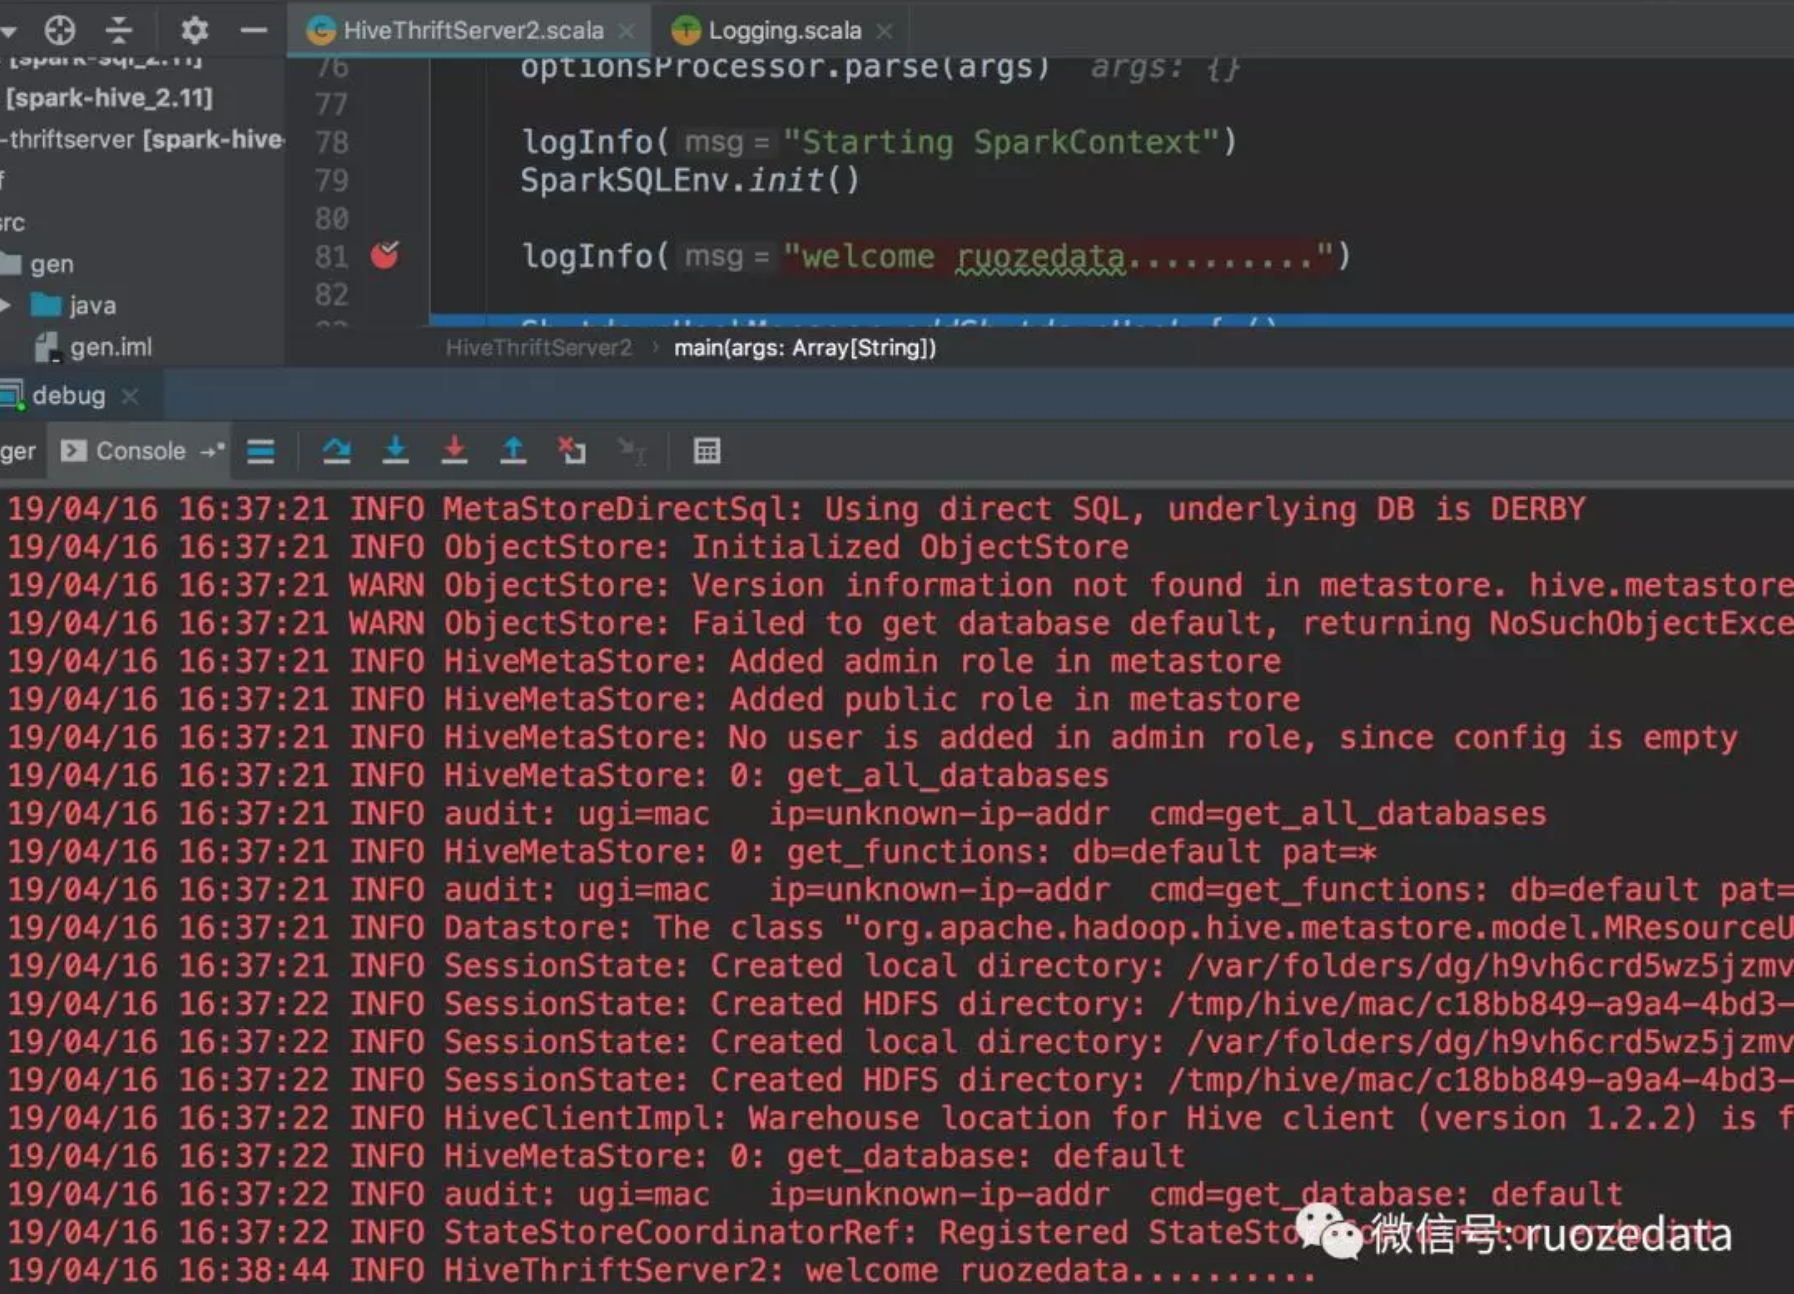 HiveThriftServer2.scala
Logging.scala
[spark-sql_2.11]
[spark-hive_2.11]
-thriftserver [spark-hive-
f
src
gen
java
gen.iml
76 optionsProcessor.parse(args) args: {}
77
78 logInfo( msg = "Starting SparkContext")
79 SparkSQLEnv.init()
80
81 logInfo( msg = "welcome ruozedata..........")
82
HiveThriftServer2 › main(args: Array[String])
debug
ger Console
19/04/16 16:37:21 INFO MetaStoreDirectSql: Using direct SQL, underlying DB is DERBY
19/04/16 16:37:21 INFO ObjectStore: Initialized ObjectStore
19/04/16 16:37:21 WARN ObjectStore: Version information not found in metastore. hive.metastore
19/04/16 16:37:21 WARN ObjectStore: Failed to get database default, returning NoSuchObjectExce
19/04/16 16:37:21 INFO HiveMetaStore: Added admin role in metastore
19/04/16 16:37:21 INFO HiveMetaStore: Added public role in metastore
19/04/16 16:37:21 INFO HiveMetaStore: No user is added in admin role, since config is empty
19/04/16 16:37:21 INFO HiveMetaStore: 0: get_all_databases
19/04/16 16:37:21 INFO audit: ugi=mac ip=unknown-ip-addr cmd=get_all_databases
19/04/16 16:37:21 INFO HiveMetaStore: 0: get_functions: db=default pat=*
19/04/16 16:37:21 INFO audit: ugi=mac ip=unknown-ip-addr cmd=get_functions: db=default pat=
19/04/16 16:37:21 INFO Datastore: The class "org.apache.hadoop.hive.metastore.model.MResourceU
19/04/16 16:37:21 INFO SessionState: Created local directory: /var/folders/dg/h9vh6crd5wz5jzmv
19/04/16 16:37:22 INFO SessionState: Created HDFS directory: /tmp/hive/mac/c18bb849-a9a4-4bd3-
19/04/16 16:37:22 INFO SessionState: Created local directory: /var/folders/dg/h9vh6crd5wz5jzmv
19/04/16 16:37:22 INFO SessionState: Created HDFS directory: /tmp/hive/mac/c18bb849-a9a4-4bd3-
19/04/16 16:37:22 INFO HiveClientImpl: Warehouse location for Hive client (version 1.2.2) is f
19/04/16 16:37:22 INFO HiveMetaStore: 0: get_database: default
19/04/16 16:37:22 INFO audit: ugi=mac ip=unknown-ip-addr cmd=get_database: default
19/04/16 16:37:22 INFO StateStoreCoordinatorRef: Registered StateStoreCoordinator endpoint
微信号: ruozedata
19/04/16 16:38:44 INFO HiveThriftServer2: welcome ruozedata..........